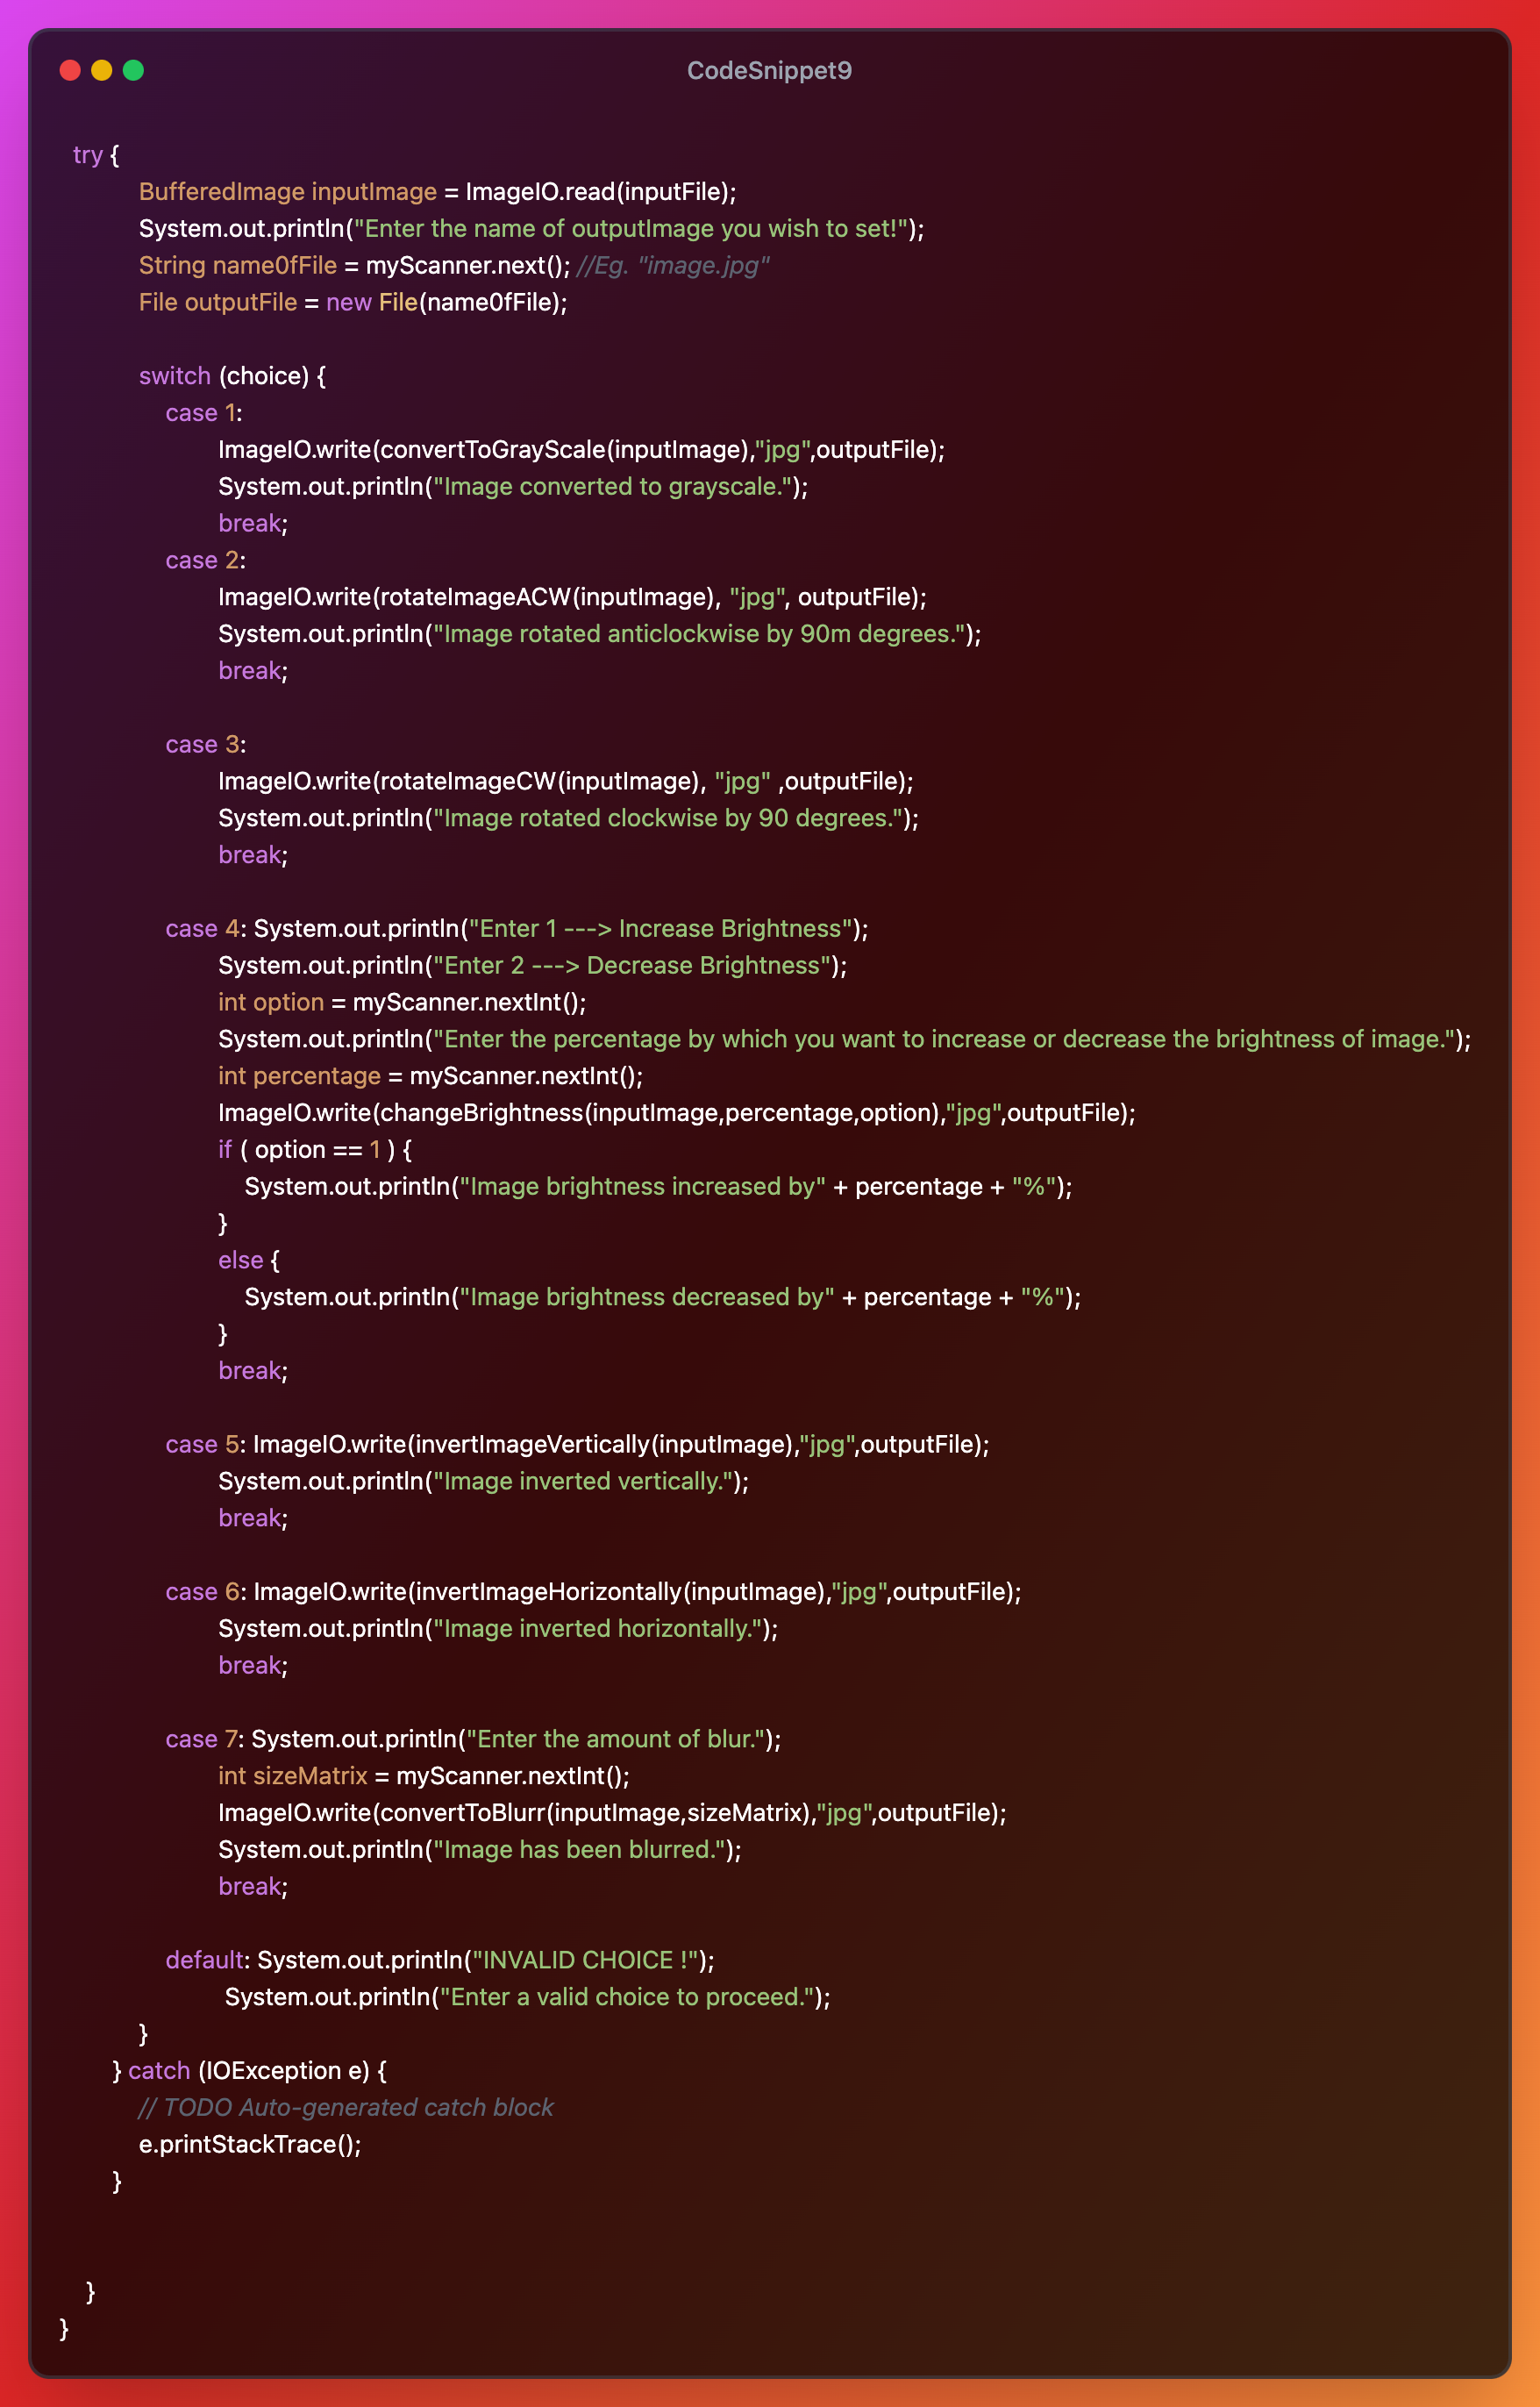 CodeSnippet9
try {
BufferedImage inputImage = ImageIO.read(inputFile);
System.out.println("Enter the name of outputImage you wish to set!");
String name0fFile = myScanner.next(); //Eg. "image.jpg"
File outputFile = new File(name0fFile);
switch (choice) {
case 1:
ImageIO.write(convertToGrayScale(inputImage),"jpg",outputFile);
System.out.println("Image converted to grayscale.");
break;
case 2:
ImageIO.write(rotateImageACW(inputImage), "jpg", outputFile);
System.out.println("Image rotated anticlockwise by 90m degrees.");
break;
case 3:
ImageIO.write(rotateImageCW(inputImage), "jpg" ,outputFile);
System.out.println("Image rotated clockwise by 90 degrees.");
break;
case 4: System.out.println("Enter 1 ---> Increase Brightness");
System.out.println("Enter 2 ---> Decrease Brightness");
int option = myScanner.nextInt();
System.out.println("Enter the percentage by which you want to increase or decrease the brightness of image.");
int percentage = myScanner.nextInt();
ImageIO.write(changeBrightness(inputImage,percentage,option),"jpg",outputFile);
if ( option == 1 ) {
System.out.println("Image brightness increased by" + percentage + "%");
}
else {
System.out.println("Image brightness decreased by" + percentage + "%");
}
break;
case 5: ImageIO.write(invertImageVertically(inputImage),"jpg",outputFile);
System.out.println("Image inverted vertically.");
break;
case 6: ImageIO.write(invertImageHorizontally(inputImage),"jpg",outputFile);
System.out.println("Image inverted horizontally.");
break;
case 7: System.out.println("Enter the amount of blur.");
int sizeMatrix = myScanner.nextInt();
ImageIO.write(convertToBlurr(inputImage,sizeMatrix),"jpg",outputFile);
System.out.println("Image has been blurred.");
break;
default: System.out.println("INVALID CHOICE !");
System.out.println("Enter a valid choice to proceed.");
}
} catch (IOException e) {
// TODO Auto-generated catch block
e.printStackTrace();
}
}
}